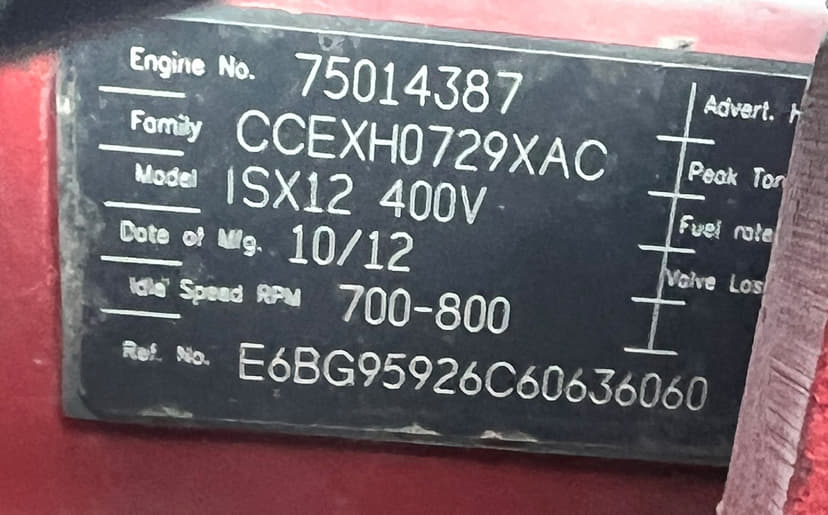 Engine No. 75014387
Family CCEXH0729XAC
Model ISX12 400V
Date of Mfg. 10/12
Idle Speed RPM 700-800
Ref. No. E6BG95926C60636060
Advert.
Peak
Fuel rate
Valve